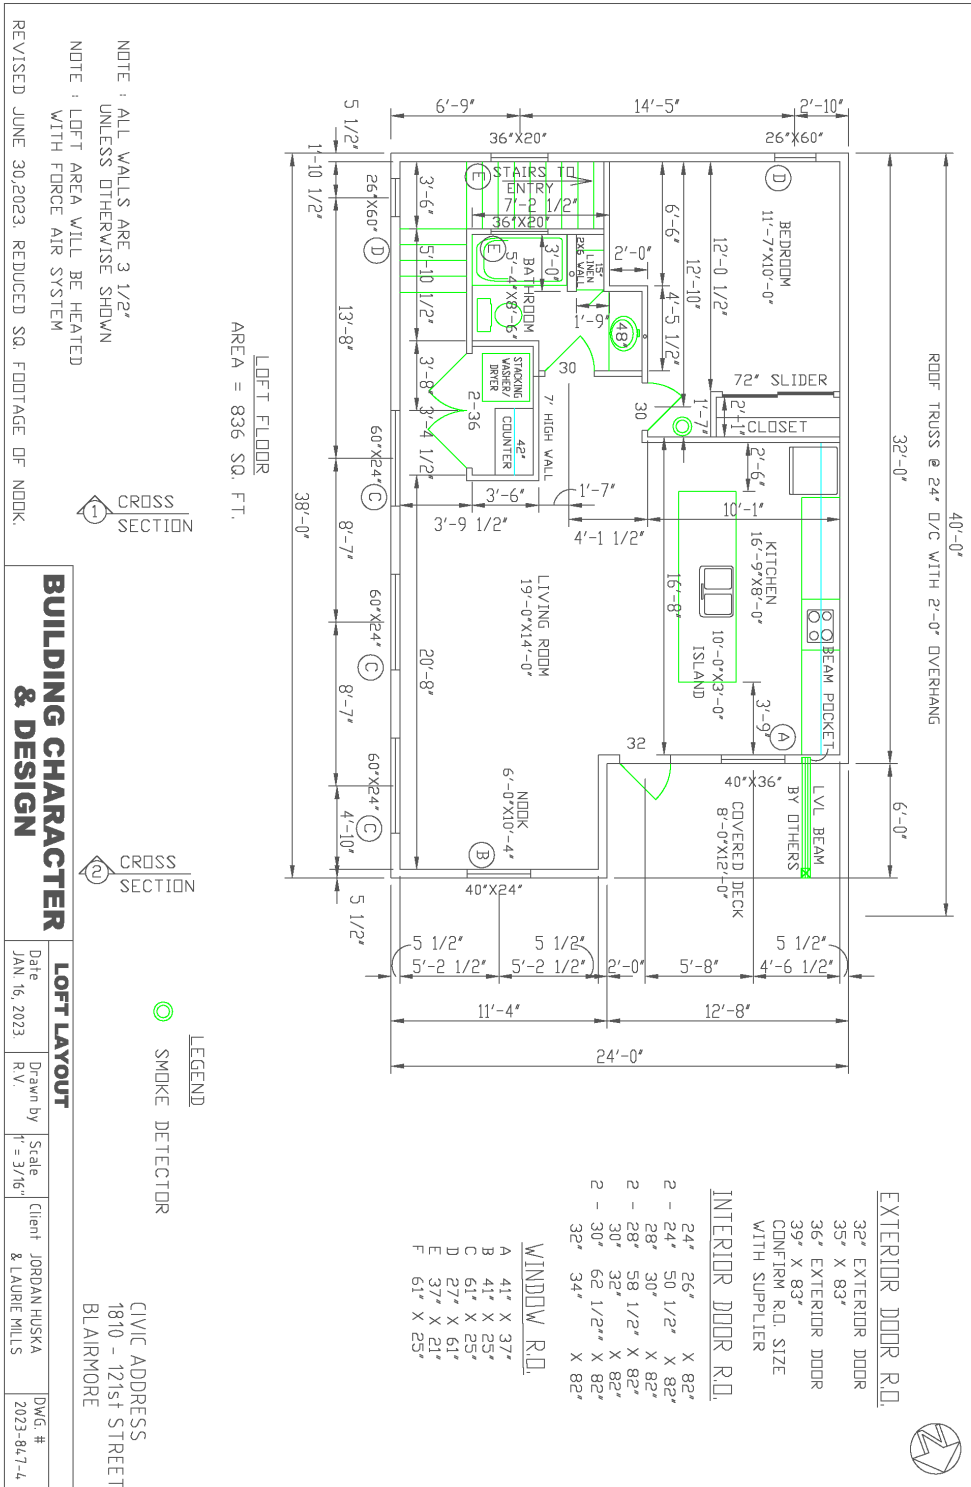 ROOF TRUSS @ 24" O/C WITH 2'-0" OVERHANG
40'-0"
32'-0"
6'-0"
2'-10"
14'-5"
6'-9"
26"X60"
D
36"X20"
5 1/2"
1'-10 1/2"
26"X60"
D
BEDROOM
11'-7"X10'-0"
12'-0 1/2"
12'-10"
6'-6"
4'-5 1/2"
2'-0"
STAIRS TO
ENTRY
E
7'-2 1/2"
36"X20"
E
3'-6"
5'-10 1/2"
3'-0"
BATHROOM
5'-4"X8'-6"
2X6 WALL
LINEN
15"
1'-9"
48"
30
30
72" SLIDER
CLOSET
2'-1"
1'-7"
STACKING
WASHER/
DRYER
COUNTER
42"
7' HIGH WALL
2-36
3'-8"
3'-4 1/2"
13'-8"
3'-6"
1'-7"
3'-9 1/2"
4'-1 1/2"
10'-1"
2'-6"
KITCHEN
16'-9"X8'-0"
16'-8"
10'-0"X3'-0"
ISLAND
3'-9"
BEAM POCKET
A
40"X36"
32
LVL BEAM
BY OTHERS
COVERED DECK
8'-0"X12'-0"
LIVING ROOM
19'-0"X14'-0"
20'-8"
NOOK
6'-0"X10'-4"
B
40"X24"
60"X24"
C
60"X24"
C
60"X24"
C
8'-7"
8'-7"
4'-10"
5 1/2"
38'-0"
5 1/2"
5 1/2"
5 1/2"
5'-2 1/2"
5'-2 1/2"
2'-0"
5'-8"
4'-6 1/2"
11'-4"
12'-8"
24'-0"
LOFT FLOOR
AREA = 836 SQ. FT.
1
CROSS
SECTION
2
CROSS
SECTION
NOTE : ALL WALLS ARE 3 1/2"
UNLESS OTHERWISE SHOWN
NOTE : LOFT AREA WILL BE HEATED
WITH FORCE AIR SYSTEM
REVISED JUNE 30,2023, REDUCED SQ. FOOTAGE OF NOOK.
LEGEND
SMOKE DETECTOR
EXTERIOR DOOR R.O.
32" EXTERIOR DOOR
35" X 83"
36" EXTERIOR DOOR
39" X 83"
CONFIRM R.O. SIZE
WITH SUPPLIER
INTERIOR DOOR R.O.
24" 26" X 82"
2 - 24" 50 1/2" X 82"
28" 30" X 82"
2 - 28" 58 1/2" X 82"
30" 32" X 82"
2 - 30" 62 1/2"" X 82"
32" 34" X 82"
WINDOW R.O.
A 41" X 37"
B 41" X 25"
C 61" X 25"
D 27" X 61"
E 37" X 21"
F 61" X 25"
N
CIVIC ADDRESS
1810 - 121st STREET
BLAIRMORE
BUILDING CHARACTER
& DESIGN
LOFT LAYOUT
Date
JAN. 16, 2023.
Drawn by
R.V.
Scale
1' = 3/16"
Client JORDAN HUSKA
& LAURIE MILLS
DWG. #
2023-847-4